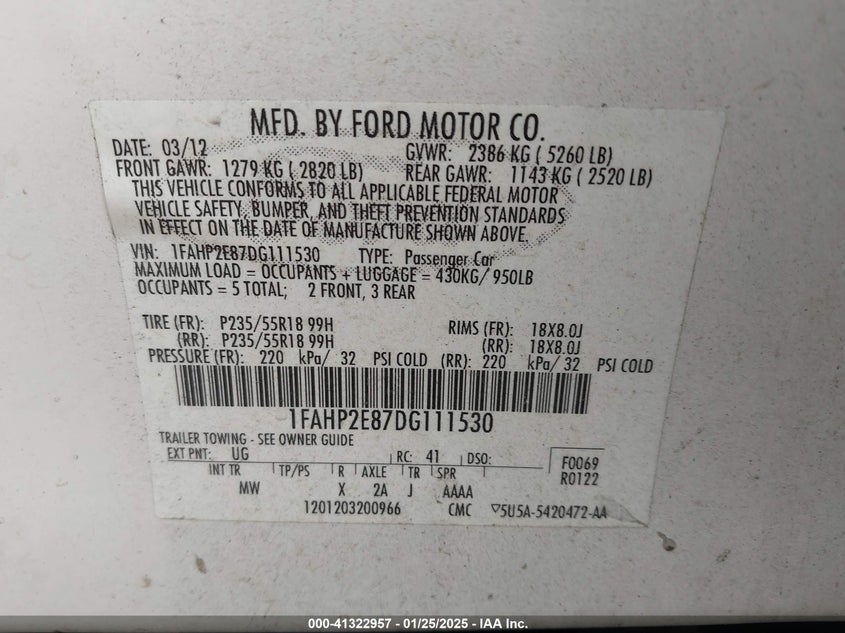 MFD. BY FORD MOTOR CO.
DATE: 03/12 GVWR: 2386 KG ( 5260 LB)
FRONT GAWR: 1279 KG ( 2820 LB) REAR GAWR: 1143 KG ( 2520 LB)
THIS VEHICLE CONFORMS TO ALL APPLICABLE FEDERAL MOTOR
VEHICLE SAFETY, BUMPER, AND THEFT PREVENTION STANDARDS
IN EFFECT ON THE DATE OF MANUFACTURE SHOWN ABOVE.
VIN: 1FAHP2E87DG111530 TYPE: Passenger Car
MAXIMUM LOAD = OCCUPANTS + LUGGAGE = 430KG/ 950LB
OCCUPANTS = 5 TOTAL; 2 FRONT, 3 REAR
TIRE (FR): P235/55R18 99H RIMS (FR): 18X8.0J
(RR): P235/55R18 99H (RR): 18X8.0J
PRESSURE (FR): 220 kPa/ 32 PSI COLD (RR): 220 kPa/ 32 PSI COLD
1FAHP2E87DG111530
TRAILER TOWING - SEE OWNER GUIDE
EXT PNT: UG RC: 41 DSO: F0069
R0122
INT TR TP/PS R AXLE TR SPR
MW X 2A J AAAA
1201203200966 CMC ▽5U5A-5420472-AA
000-41322957 - 01/25/2025 - IAA Inc.